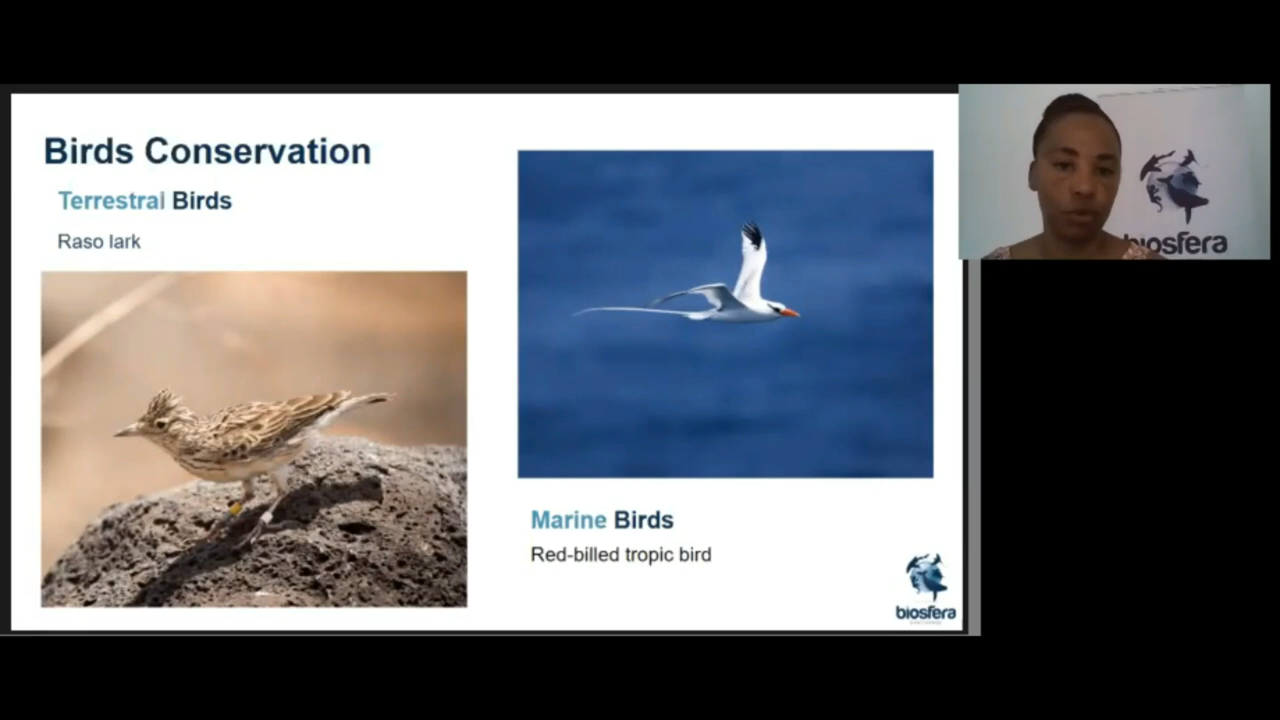 Birds Conservation
Terrestral Birds
Raso lark
Marine Birds
Red-billed tropic bird
biosfera
biosfera